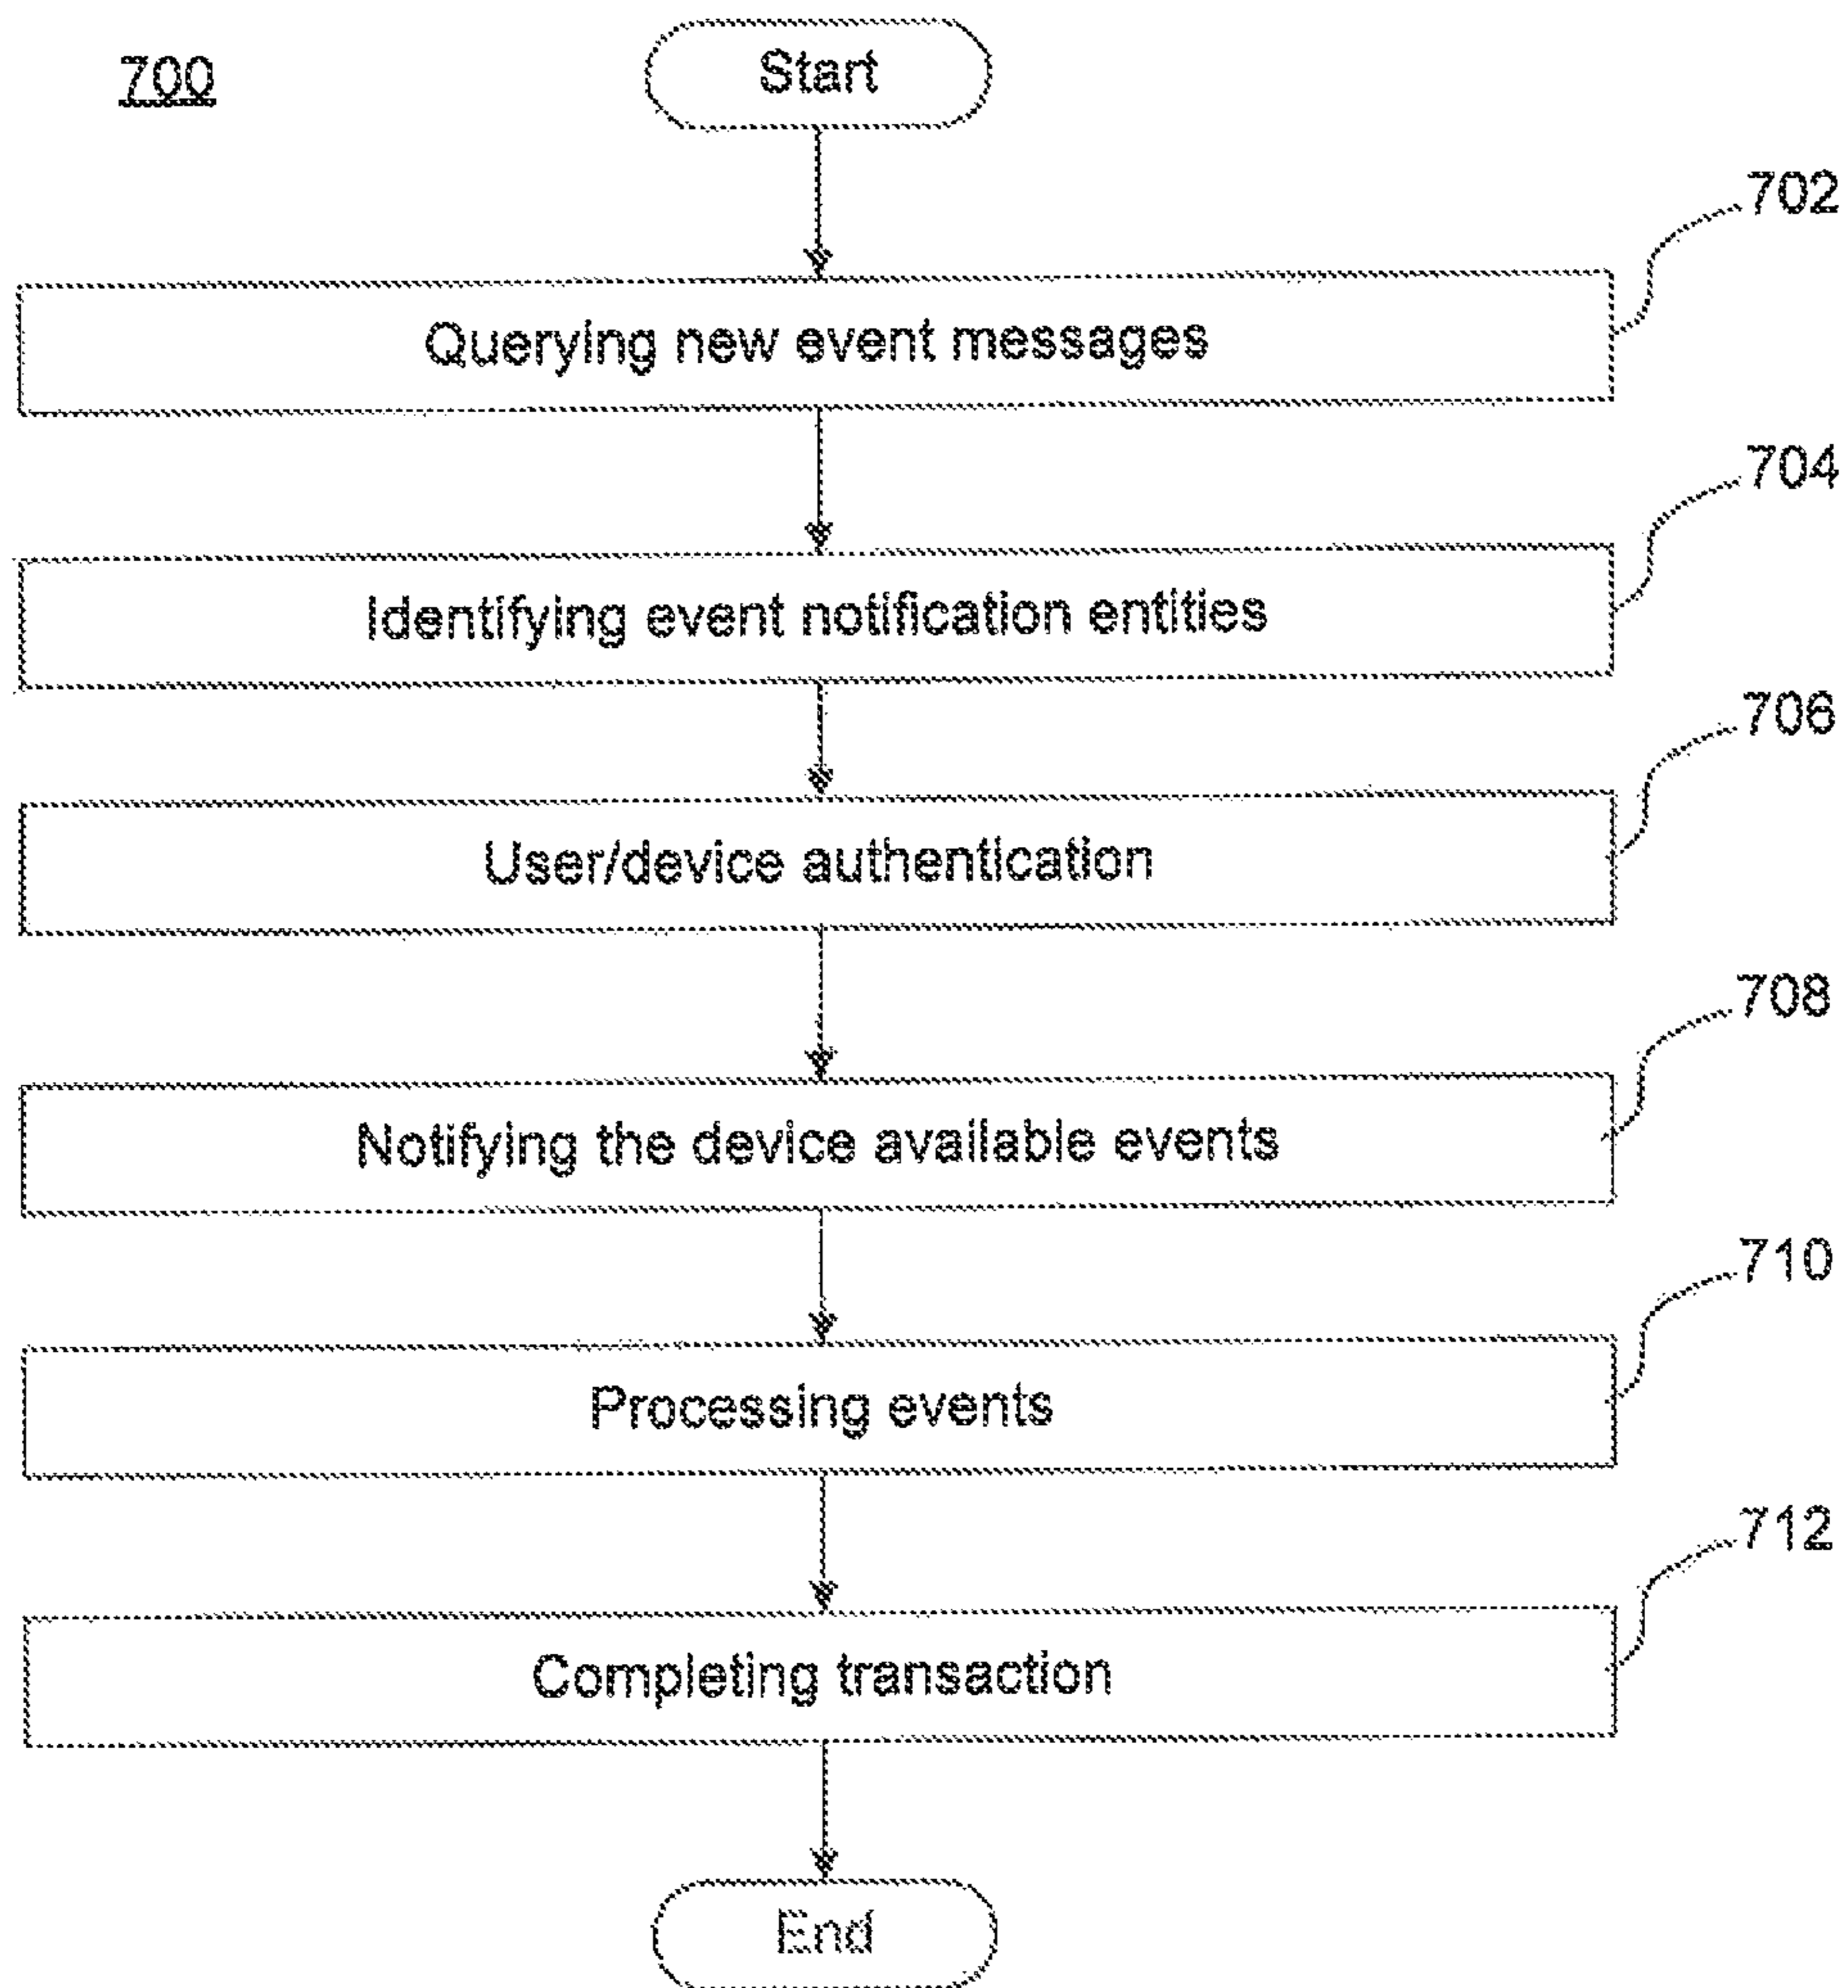 700
Start
702
Querying new event messages
704
Identifying event notification entities
706
User/device authentication
708
Notifying the device available events
710
Processing events
712
Completing transaction
End